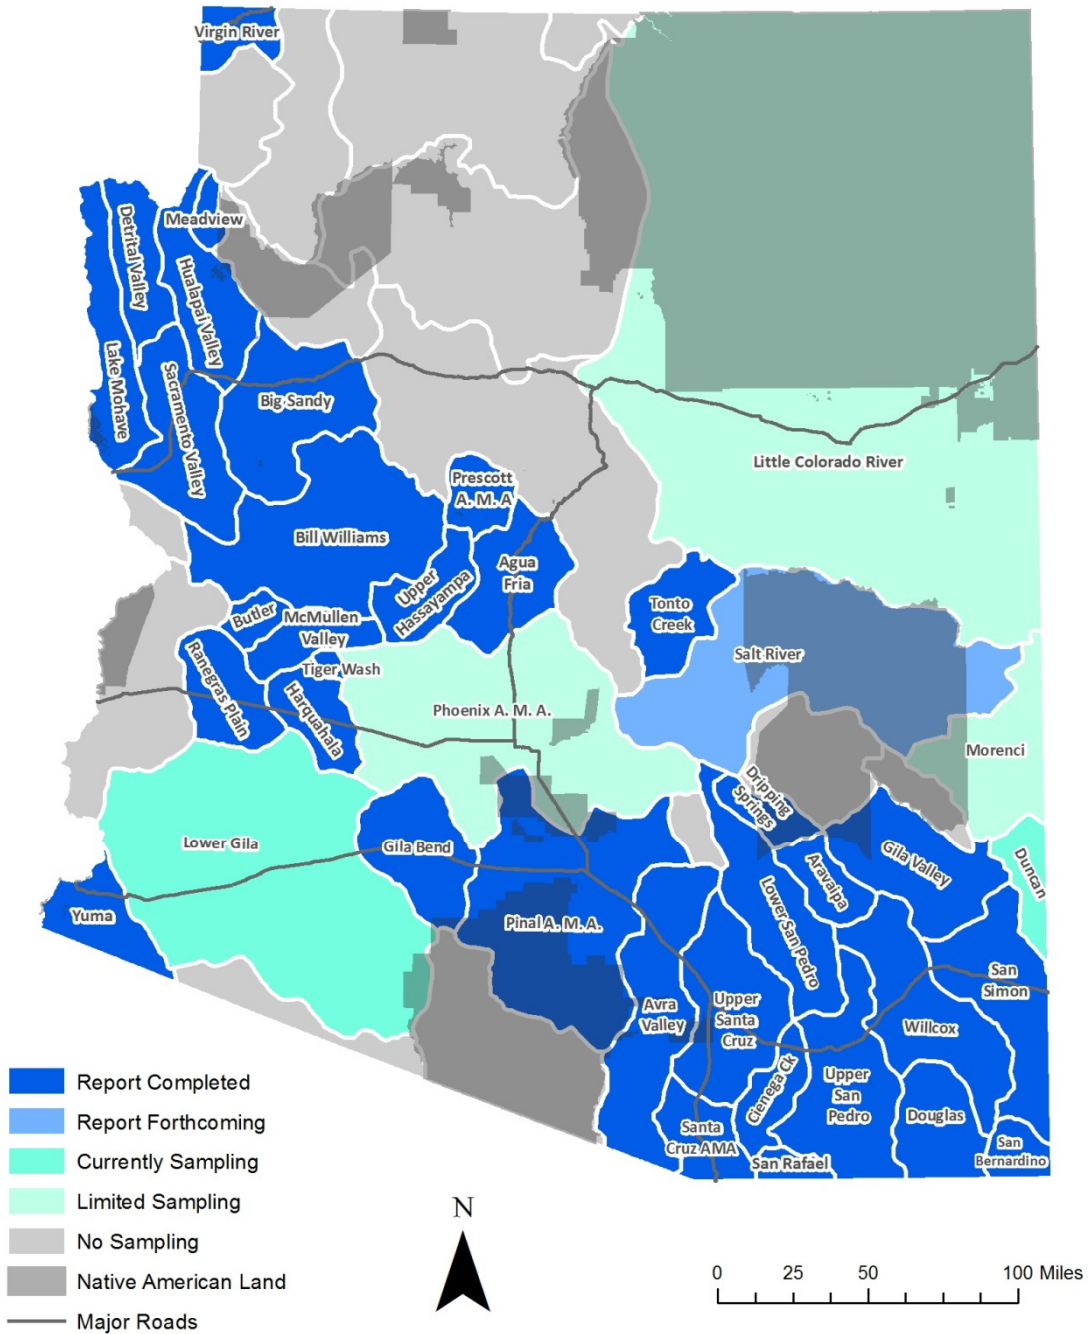 Virgin River
Meadview
Detrital Valley
Hualapai Valley
Lake Mohave
Sacramento Valley
Big Sandy
Little Colorado River
Prescott
A. M. A
Bill Williams
Agua
Fria
Upper
Hassayampa
Butler
McMullen
Valley
Tonto
Creek
Salt River
Ranegras Plain
Tiger Wash
Harquahala
Phoenix A. M. A.
Morenci
Dripping
Springs
Lower Gila
Gila Bend
Gila Valley
Aravaipa
Duncan
Yuma
Pinal A. M. A.
Lower San Pedro
San
Simon
Avra
Valley
Upper
Santa
Cruz
Willcox
Cienega Ck
Upper
San
Pedro
Douglas
Santa
Cruz AMA
San Rafael
San
Bernardino
Report Completed
Report Forthcoming
Currently Sampling
Limited Sampling
No Sampling
Native American Land
Major Roads
N
0 25 50 100 Miles